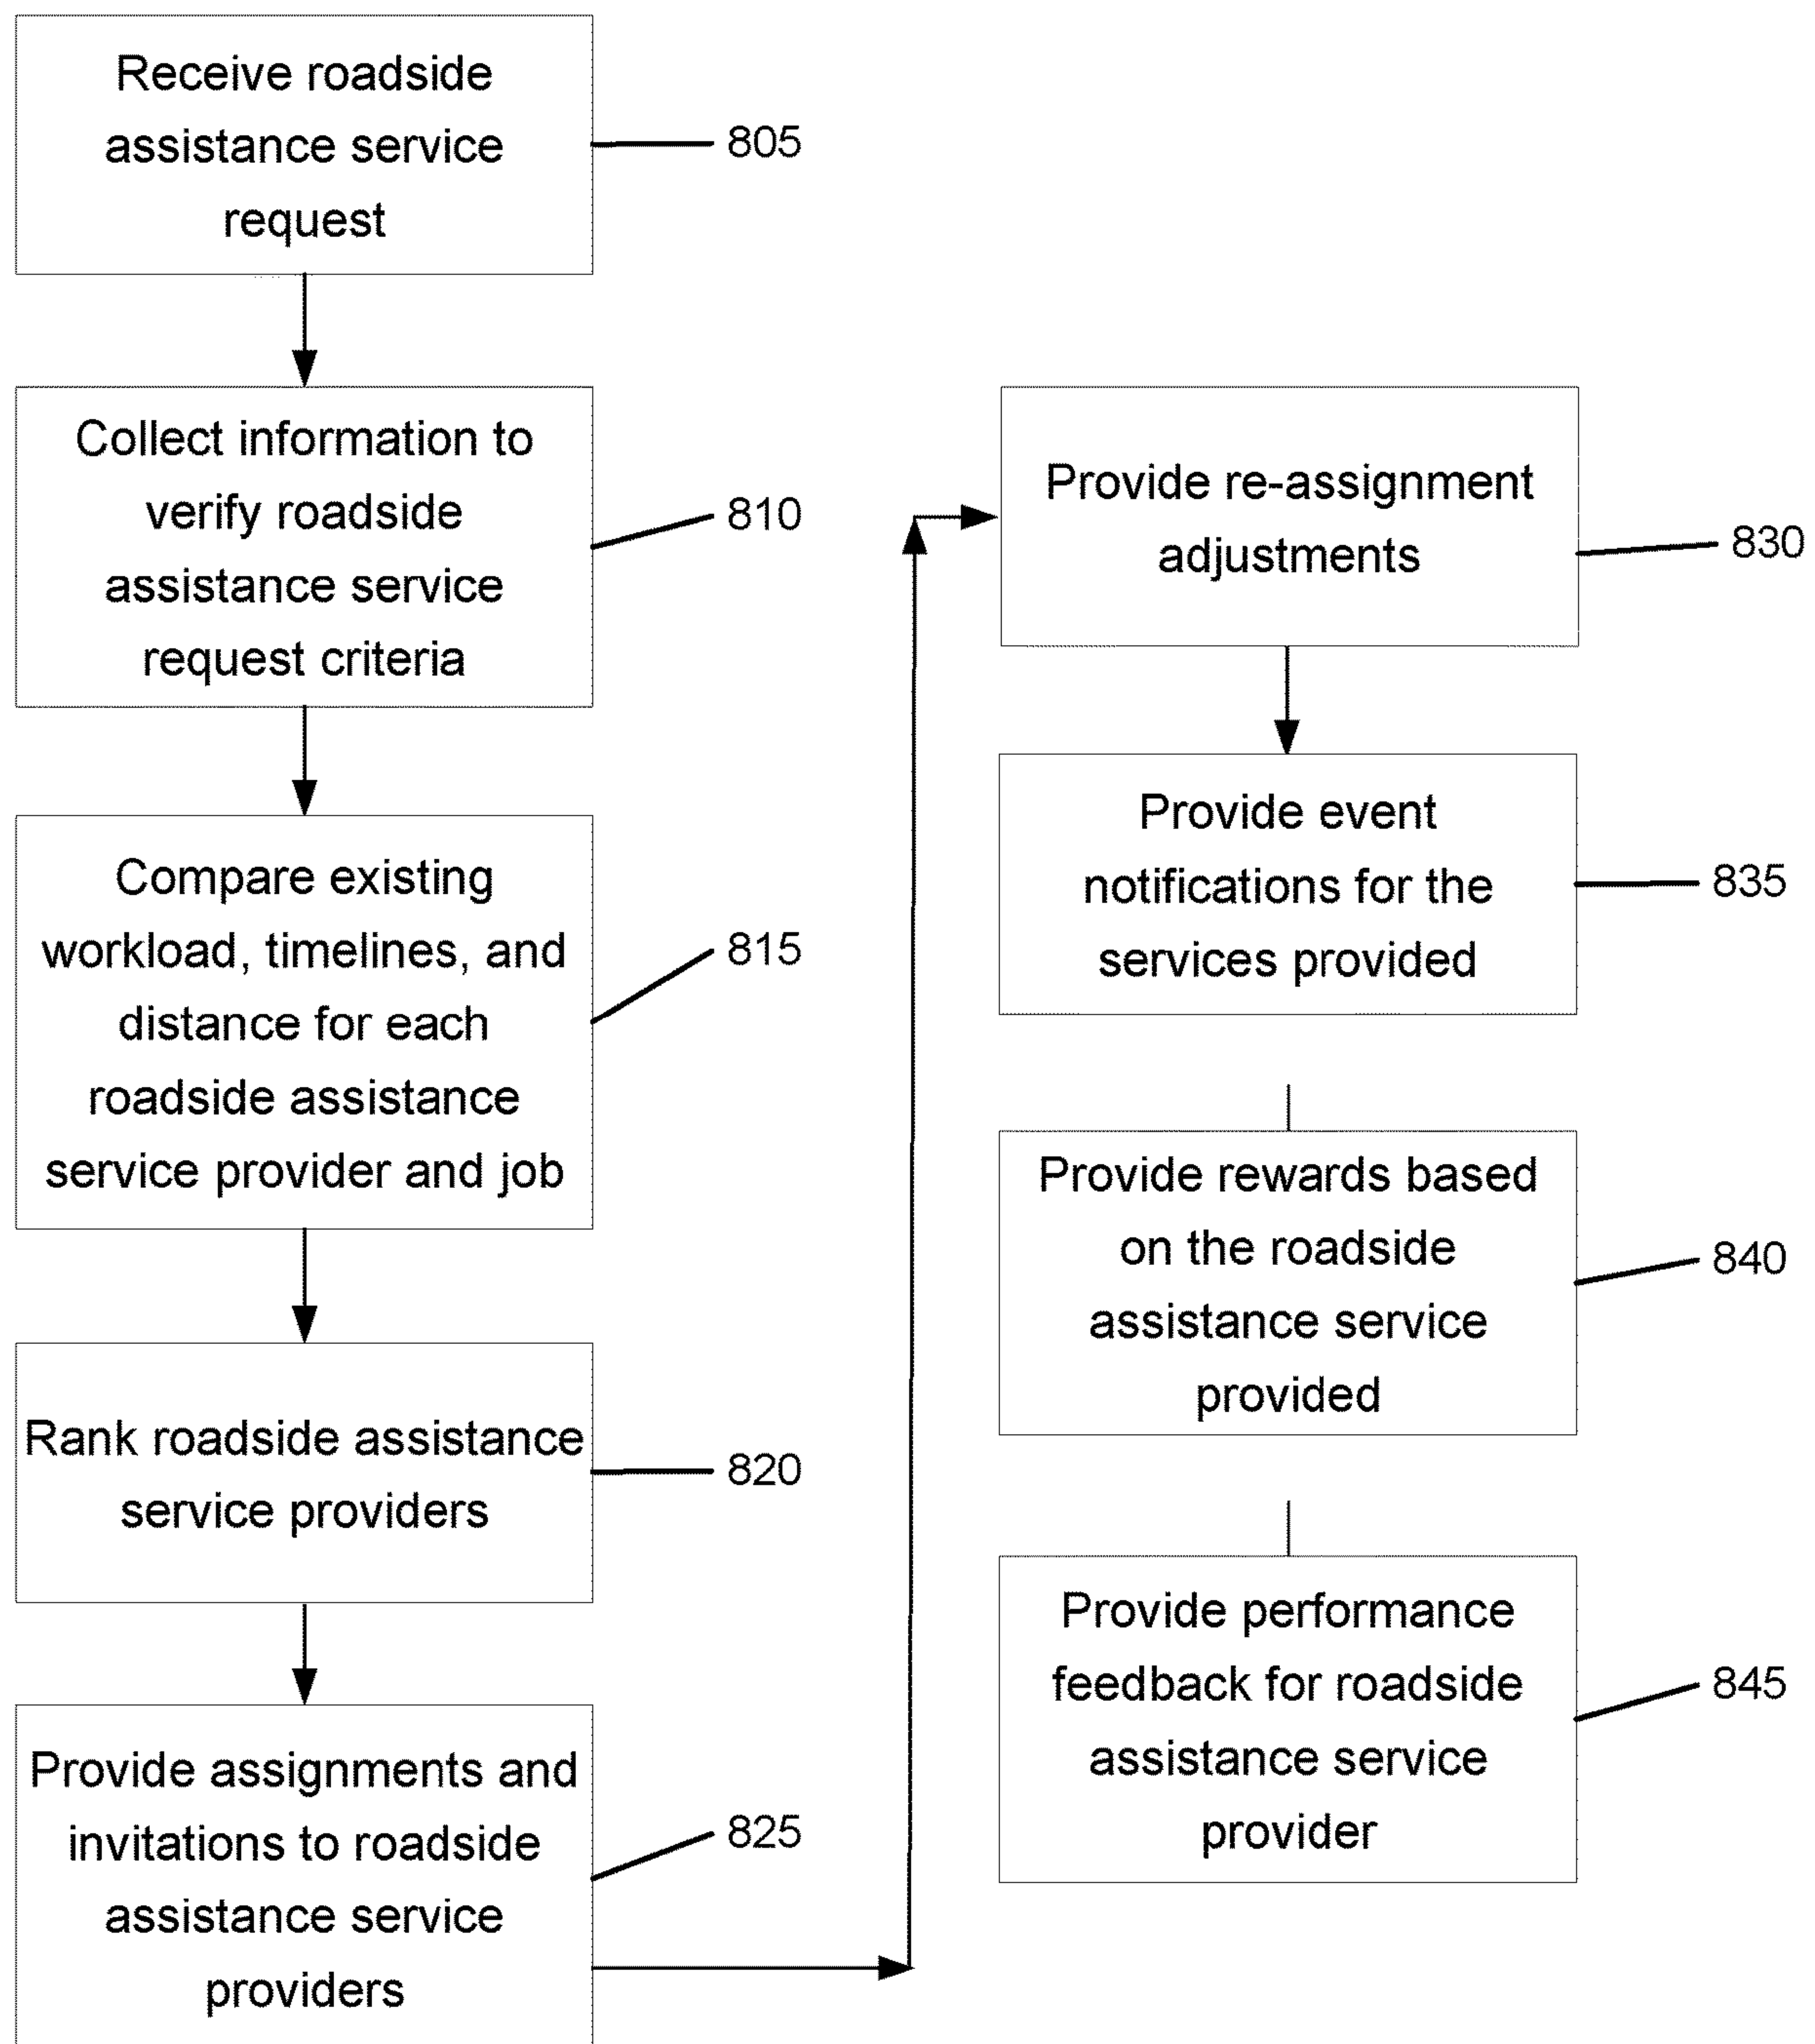 Receive roadside
assistance service
request
805
Collect information to
verify roadside
assistance service
request criteria
810
Compare existing
workload, timelines, and
distance for each
roadside assistance
service provider and job
815
Rank roadside assistance
service providers
820
Provide assignments and
invitations to roadside
assistance service
providers
825
Provide re-assignment
adjustments
830
Provide event
notifications for the
services provided
835
Provide rewards based
on the roadside
assistance service
provided
840
Provide performance
feedback for roadside
assistance service
provider
845